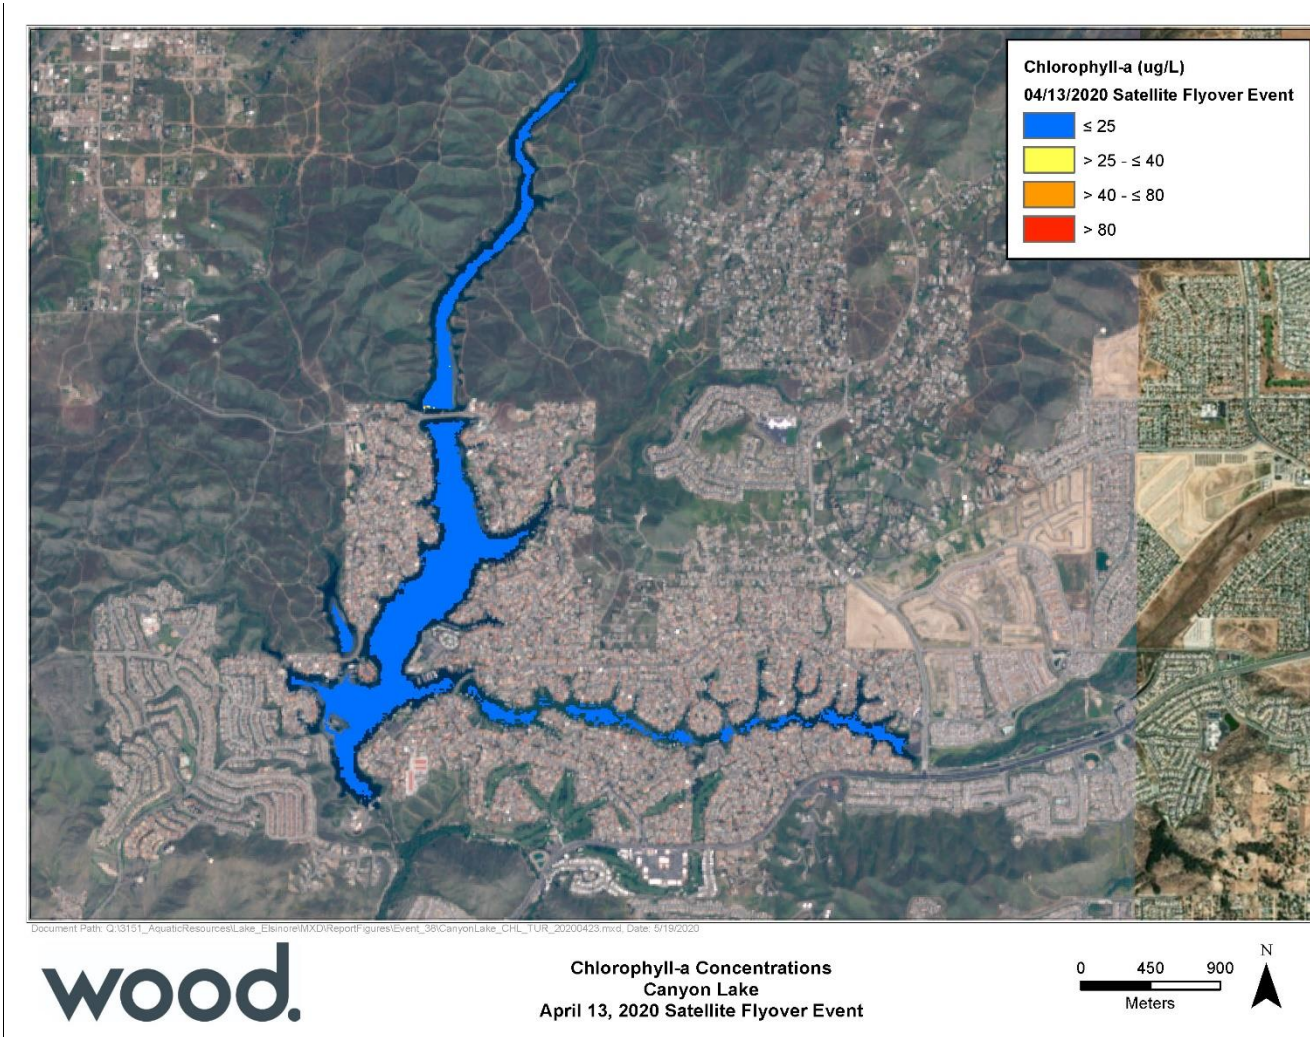 Chlorophyll-a (ug/L)
04/13/2020 Satellite Flyover Event
≤ 25
> 25 - ≤ 40
> 40 - ≤ 80
> 80
Document Path: Q:\3151_AquaticResources\Lake_Elsinore\MXD\ReportFigures\Event_38\CanyonLake_CHL_TUR_20200423.mxd, Date: 5/19/2020
wood.
Chlorophyll-a Concentrations
Canyon Lake
April 13, 2020 Satellite Flyover Event
0 450 900
Meters
N